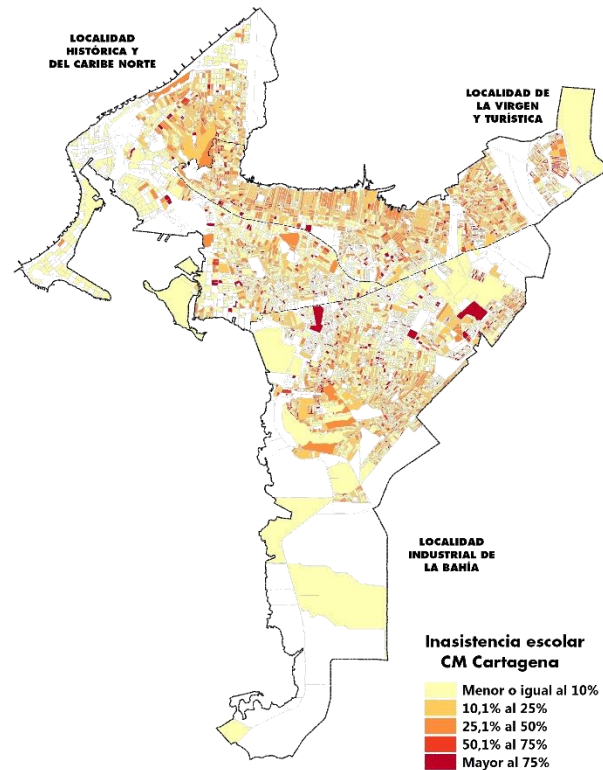 LOCALIDAD
HISTÓRICA Y
DEL CARIBE NORTE
LOCALIDAD DE
LA VIRGEN
Y TURÍSTICA
LOCALIDAD
INDUSTRIAL DE
LA BAHÍA
Inasistencia escolar
CM Cartagena
Menor o igual al 10%
10,1% al 25%
25,1% al 50%
50,1% al 75%
Mayor al 75%